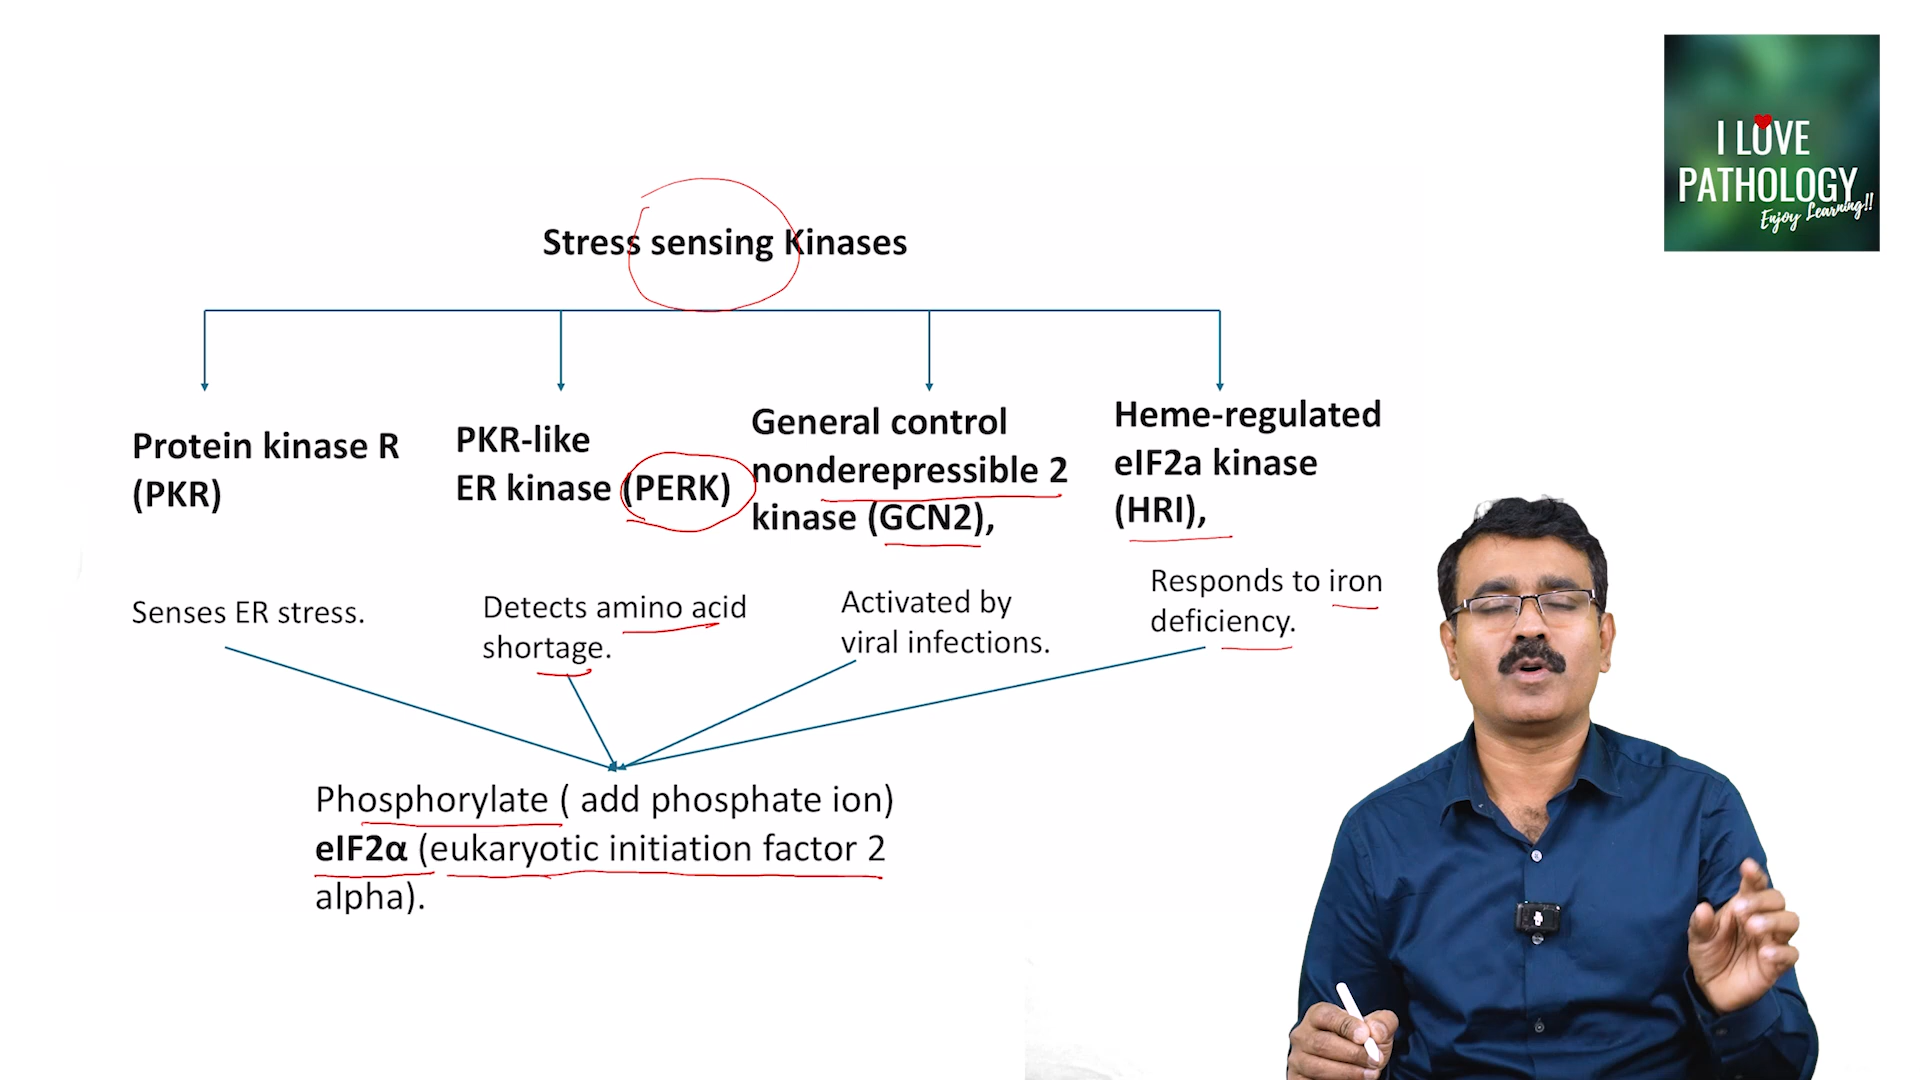 I LOVE
PATHOLOGY
Enjoy Learning!!
Stress sensing Kinases
Protein kinase R
(PKR)
PKR-like
ER kinase (PERK)
General control
nonderepressible 2
kinase (GCN2),
Heme-regulated
eIF2a kinase
(HRI),
Senses ER stress.
Detects amino acid
shortage.
Activated by
viral infections.
Responds to iron
deficiency.
Phosphorylate ( add phosphate ion)
eIF2α (eukaryotic initiation factor 2
alpha).